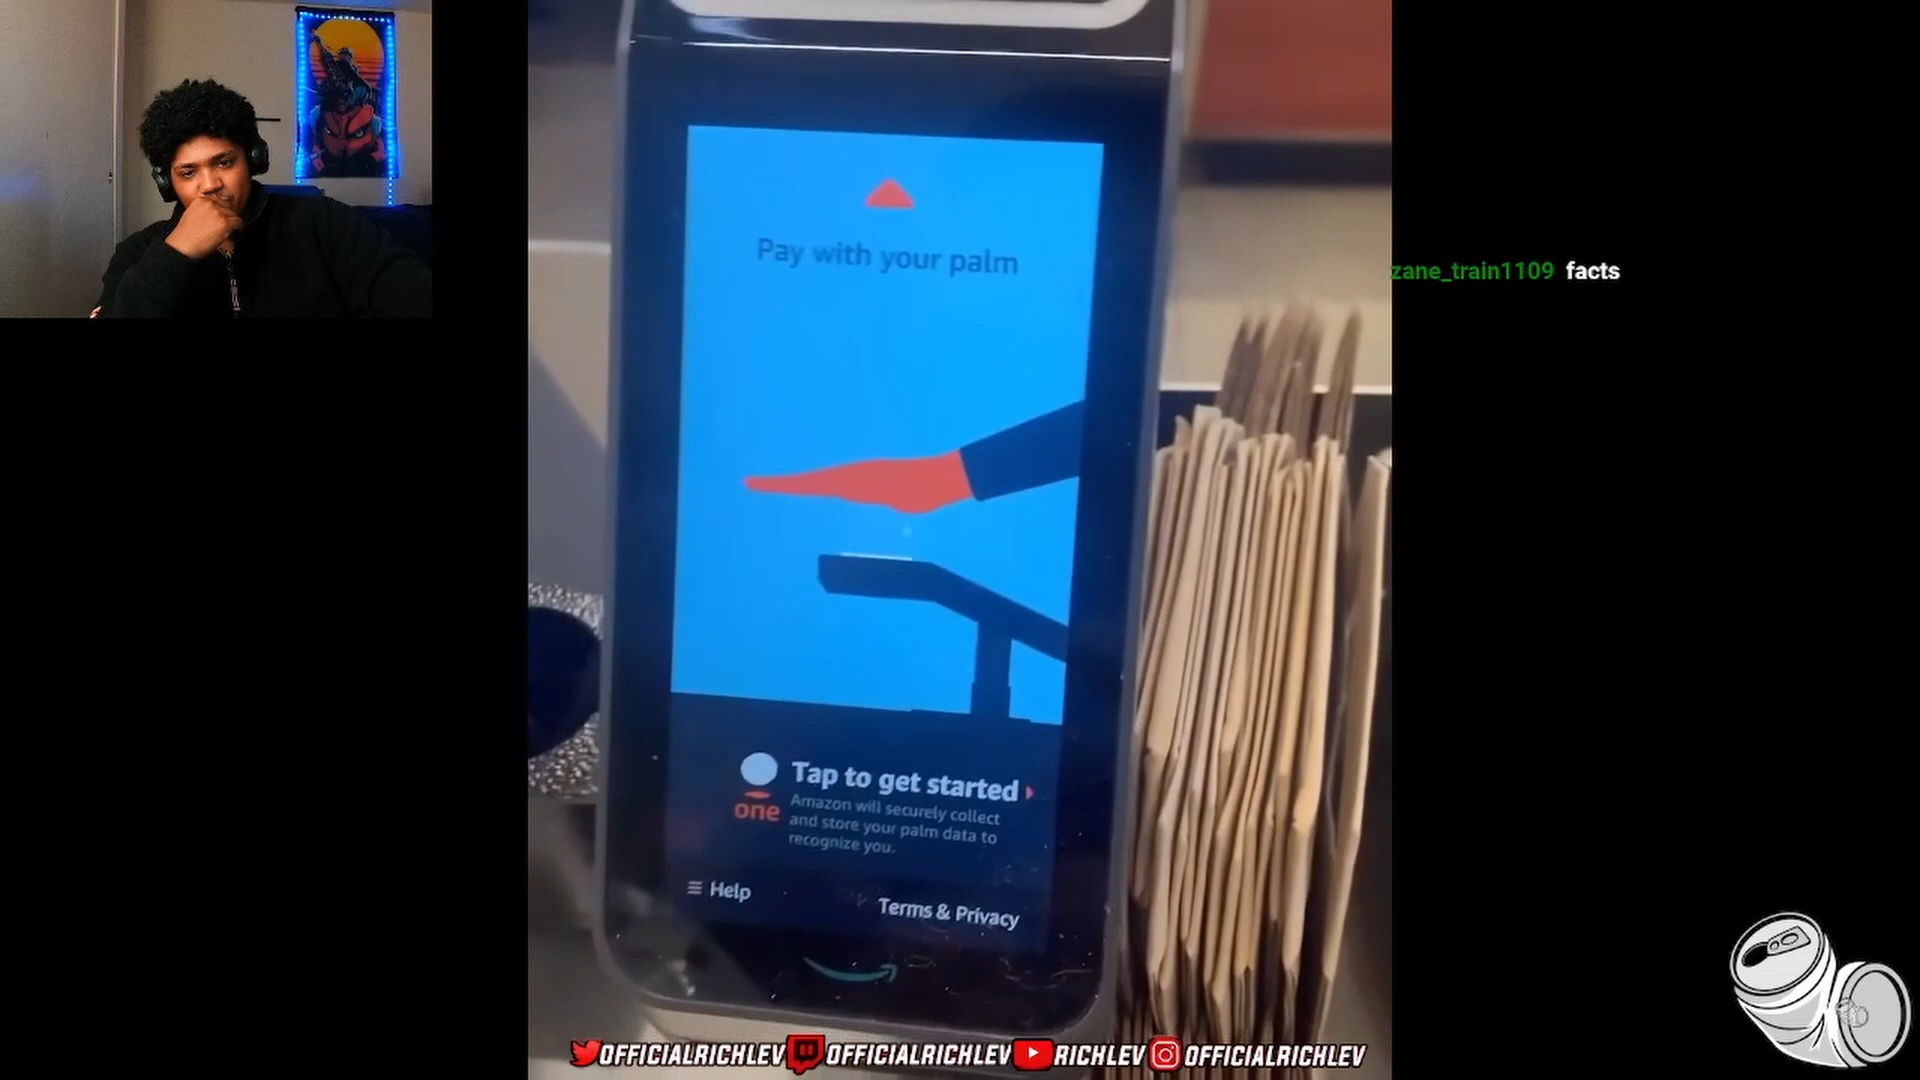 Pay with your palm
zane_train1109 facts
Tap to get started
one
Amazon will securely collect
and store your palm data to
recognize you.
Help
Terms & Privacy
OFFICIALRICHLEV OFFICIALRICHLEV RICHLEV OFFICIALRICHLEV